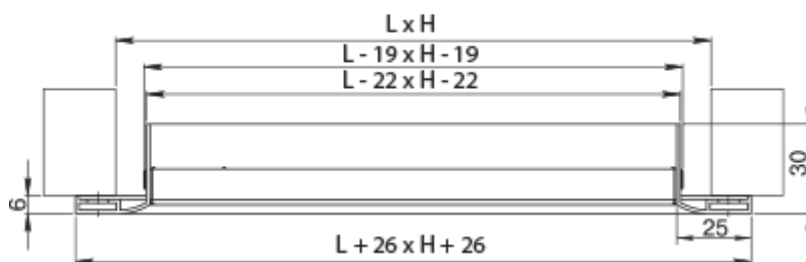 L x H
L - 19 x H - 19
L - 22 x H - 22
30
6
25
L + 26 x H + 26